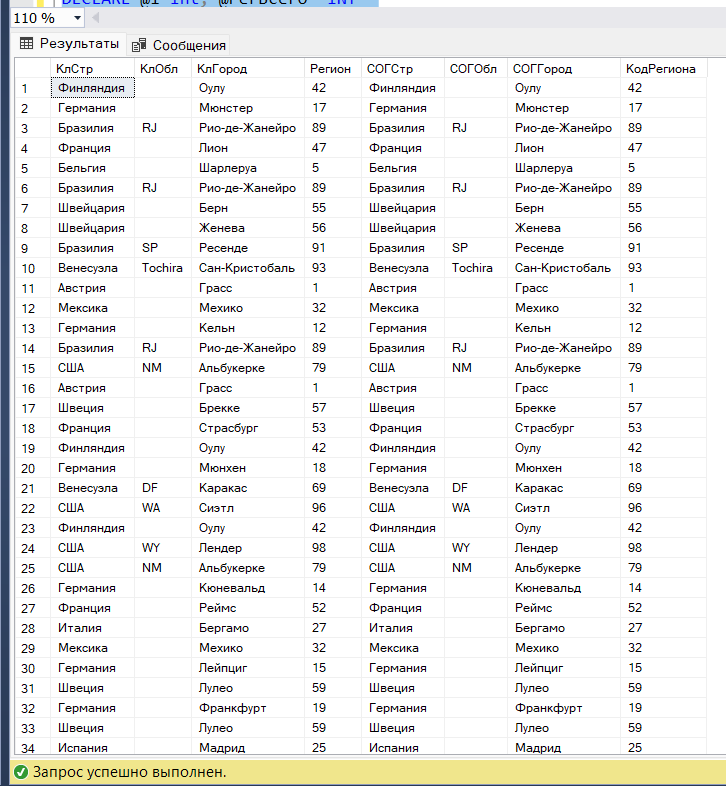 110 %
Результаты Сообщения
КлСтр КлОбл КлГород Регион СОГСтр СОГОбл СОГГород КодРегиона
1 Финляндия Оулу 42 Финляндия Оулу 42
2 Германия Мюнстер 17 Германия Мюнстер 17
3 Бразилия RJ Рио-де-Жанейро 89 Бразилия RJ Рио-де-Жанейро 89
4 Франция Лион 47 Франция Лион 47
5 Бельгия Шарлеруа 5 Бельгия Шарлеруа 5
6 Бразилия RJ Рио-де-Жанейро 89 Бразилия RJ Рио-де-Жанейро 89
7 Швейцария Берн 55 Швейцария Берн 55
8 Швейцария Женева 56 Швейцария Женева 56
9 Бразилия SP Ресенде 91 Бразилия SP Ресенде 91
10 Венесуэла Tochira Сан-Кристобаль 93 Венесуэла Tochira Сан-Кристобаль 93
11 Австрия Грасс 1 Австрия Грасс 1
12 Мексика Мехико 32 Мексика Мехико 32
13 Германия Кельн 12 Германия Кельн 12
14 Бразилия RJ Рио-де-Жанейро 89 Бразилия RJ Рио-де-Жанейро 89
15 США NM Альбукерке 79 США NM Альбукерке 79
16 Австрия Грасс 1 Австрия Грасс 1
17 Швеция Брекке 57 Швеция Брекке 57
18 Франция Страсбург 53 Франция Страсбург 53
19 Финляндия Оулу 42 Финляндия Оулу 42
20 Германия Мюнхен 18 Германия Мюнхен 18
21 Венесуэла DF Каракас 69 Венесуэла DF Каракас 69
22 США WA Сиэтл 96 США WA Сиэтл 96
23 Финляндия Оулу 42 Финляндия Оулу 42
24 США WY Лендер 98 США WY Лендер 98
25 США NM Альбукерке 79 США NM Альбукерке 79
26 Германия Кюневальд 14 Германия Кюневальд 14
27 Франция Реймс 52 Франция Реймс 52
28 Италия Бергамо 27 Италия Бергамо 27
29 Мексика Мехико 32 Мексика Мехико 32
30 Германия Лейпциг 15 Германия Лейпциг 15
31 Швеция Лулео 59 Швеция Лулео 59
32 Германия Франкфурт 19 Германия Франкфурт 19
33 Швеция Лулео 59 Швеция Лулео 59
34 Испания Мадрид 25 Испания Мадрид 25
Запрос успешно выполнен.